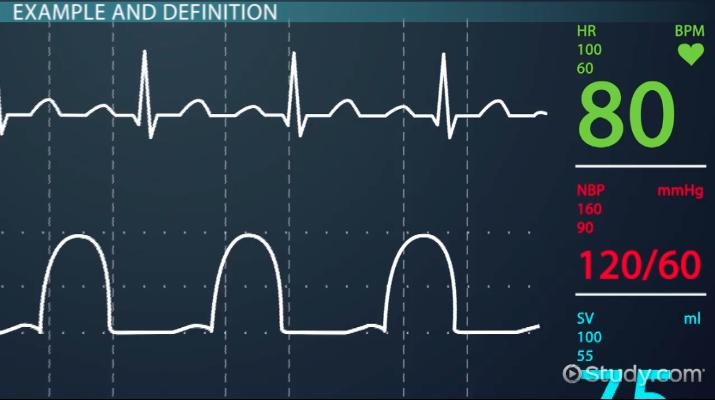 EXAMPLE AND DEFINITION
HR BPM
100
60
80
NBP mmHg
160
90
120/60
SV ml
100
55
Study.com
75